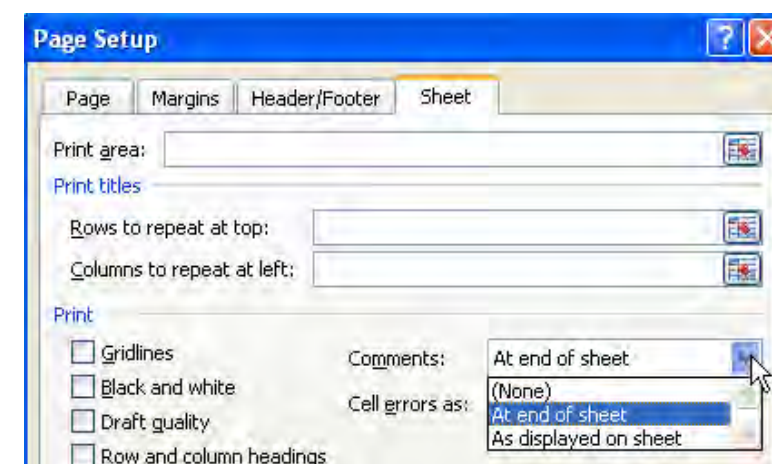 Page Setup
Page Margins Header/Footer Sheet
Print area:
Print titles
Rows to repeat at top:
Columns to repeat at left:
Print
Gridlines Comments: At end of sheet
Black and white (None)
Cell errors as: At end of sheet
Draft quality As displayed on sheet
Row and column headings